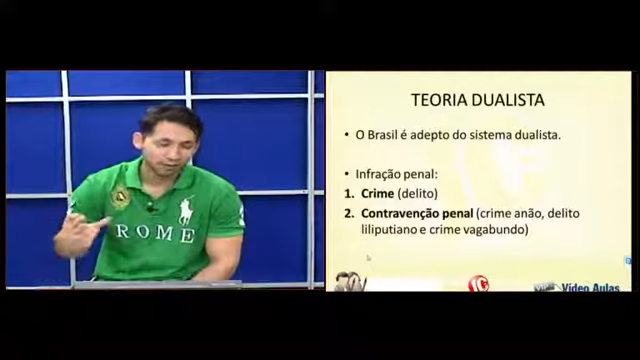 TEORIA DUALISTA
• O Brasil é adepto do sistema dualista.
• Infração penal:
1. Crime (delito)
2. Contravenção penal (crime anão, delito
liliputiano e crime vagabundo)
ROME
Vídeo Aulas